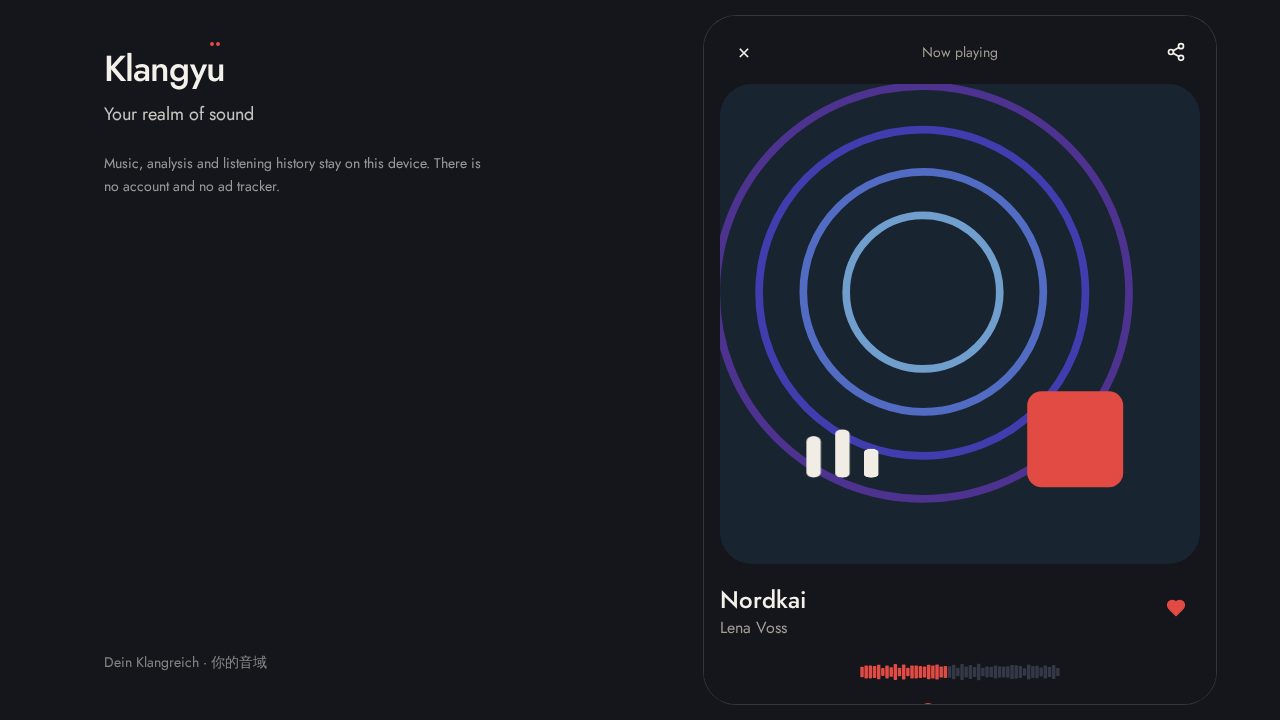 Klangyü
Your realm of sound
Music, analysis and listening history stay on this device. There is
no account and no ad tracker.
Dein Klangreich · 你的音域
Now playing
Nordkai
Lena Voss